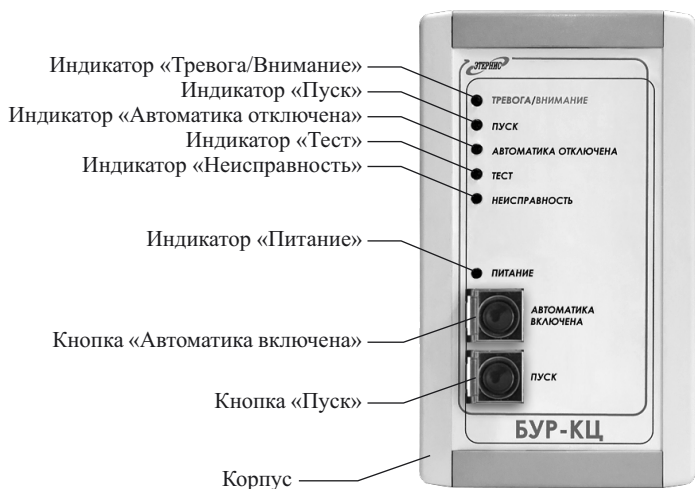 ЭТЕРНИС
Индикатор «Тревога/Внимание»
ТРЕВОГА/ВНИМАНИЕ
Индикатор «Пуск»
ПУСК
Индикатор «Автоматика отключена»
АВТОМАТИКА ОТКЛЮЧЕНА
Индикатор «Тест»
ТЕСТ
Индикатор «Неисправность»
НЕИСПРАВНОСТЬ
Индикатор «Питание»
ПИТАНИЕ
АВТОМАТИКА
ВКЛЮЧЕНА
Кнопка «Автоматика включена»
ПУСК
Кнопка «Пуск»
БУР-КЦ
Корпус